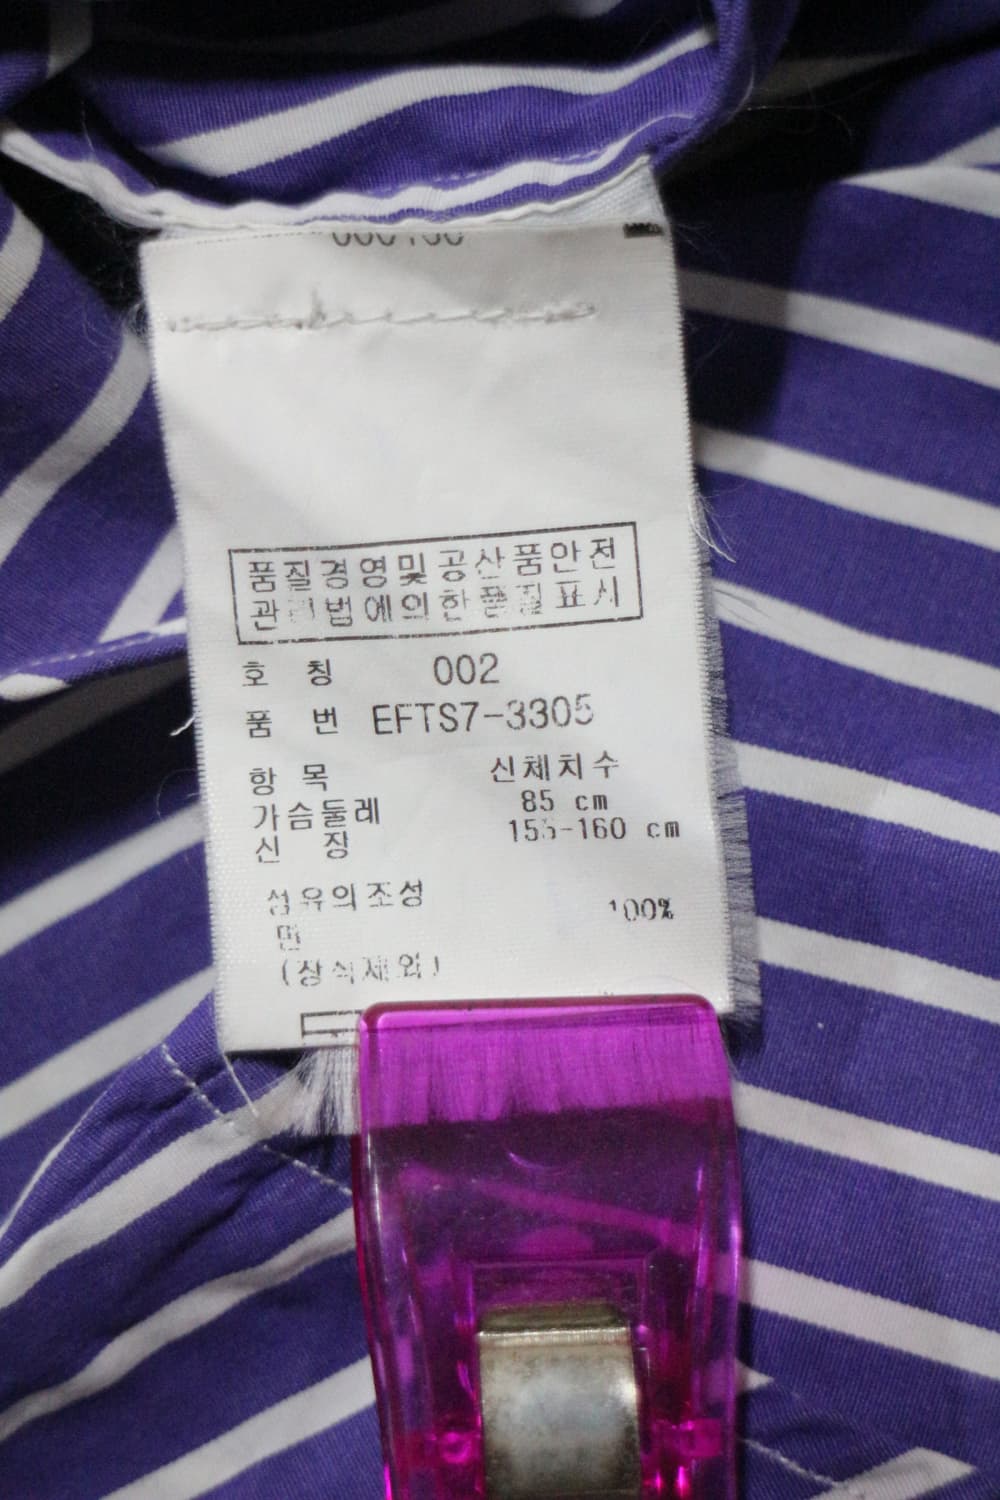 품질경영및공산품안전
관리법에의한품질표시
호 칭 002
품 번 EFTS7-3305
항 목 신체치수
가슴둘레 85 cm
신 장 155-160 cm
섬유의조성
면 100%
(장식제외)